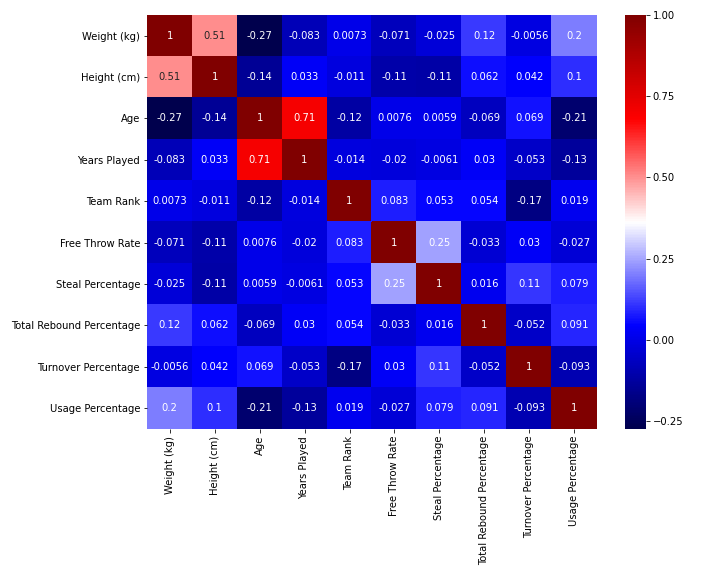 Weight (kg) 1 0.51 -0.27 -0.083 0.0073 -0.071 -0.025 0.12 -0.0056 0.2
Height (cm) 0.51 1 -0.14 0.033 -0.011 -0.11 -0.11 0.062 0.042 0.1
Age -0.27 -0.14 1 0.71 -0.12 0.0076 0.0059 -0.069 0.069 -0.21
Years Played -0.083 0.033 0.71 1 -0.014 -0.02 -0.0061 0.03 -0.053 -0.13
Team Rank 0.0073 -0.011 -0.12 -0.014 1 0.083 0.053 0.054 -0.17 0.019
Free Throw Rate -0.071 -0.11 0.0076 -0.02 0.083 1 0.25 -0.033 0.03 -0.027
Steal Percentage -0.025 -0.11 0.0059 -0.0061 0.053 0.25 1 0.016 0.11 0.079
Total Rebound Percentage 0.12 0.062 -0.069 0.03 0.054 -0.033 0.016 1 -0.052 0.091
Turnover Percentage -0.0056 0.042 0.069 -0.053 -0.17 0.03 0.11 -0.052 1 -0.093
Usage Percentage 0.2 0.1 -0.21 -0.13 0.019 -0.027 0.079 0.091 -0.093 1
Weight (kg)
Height (cm)
Age
Years Played
Team Rank
Free Throw Rate
Steal Percentage
Total Rebound Percentage
Turnover Percentage
Usage Percentage
1.00
0.75
0.50
0.25
0.00
-0.25